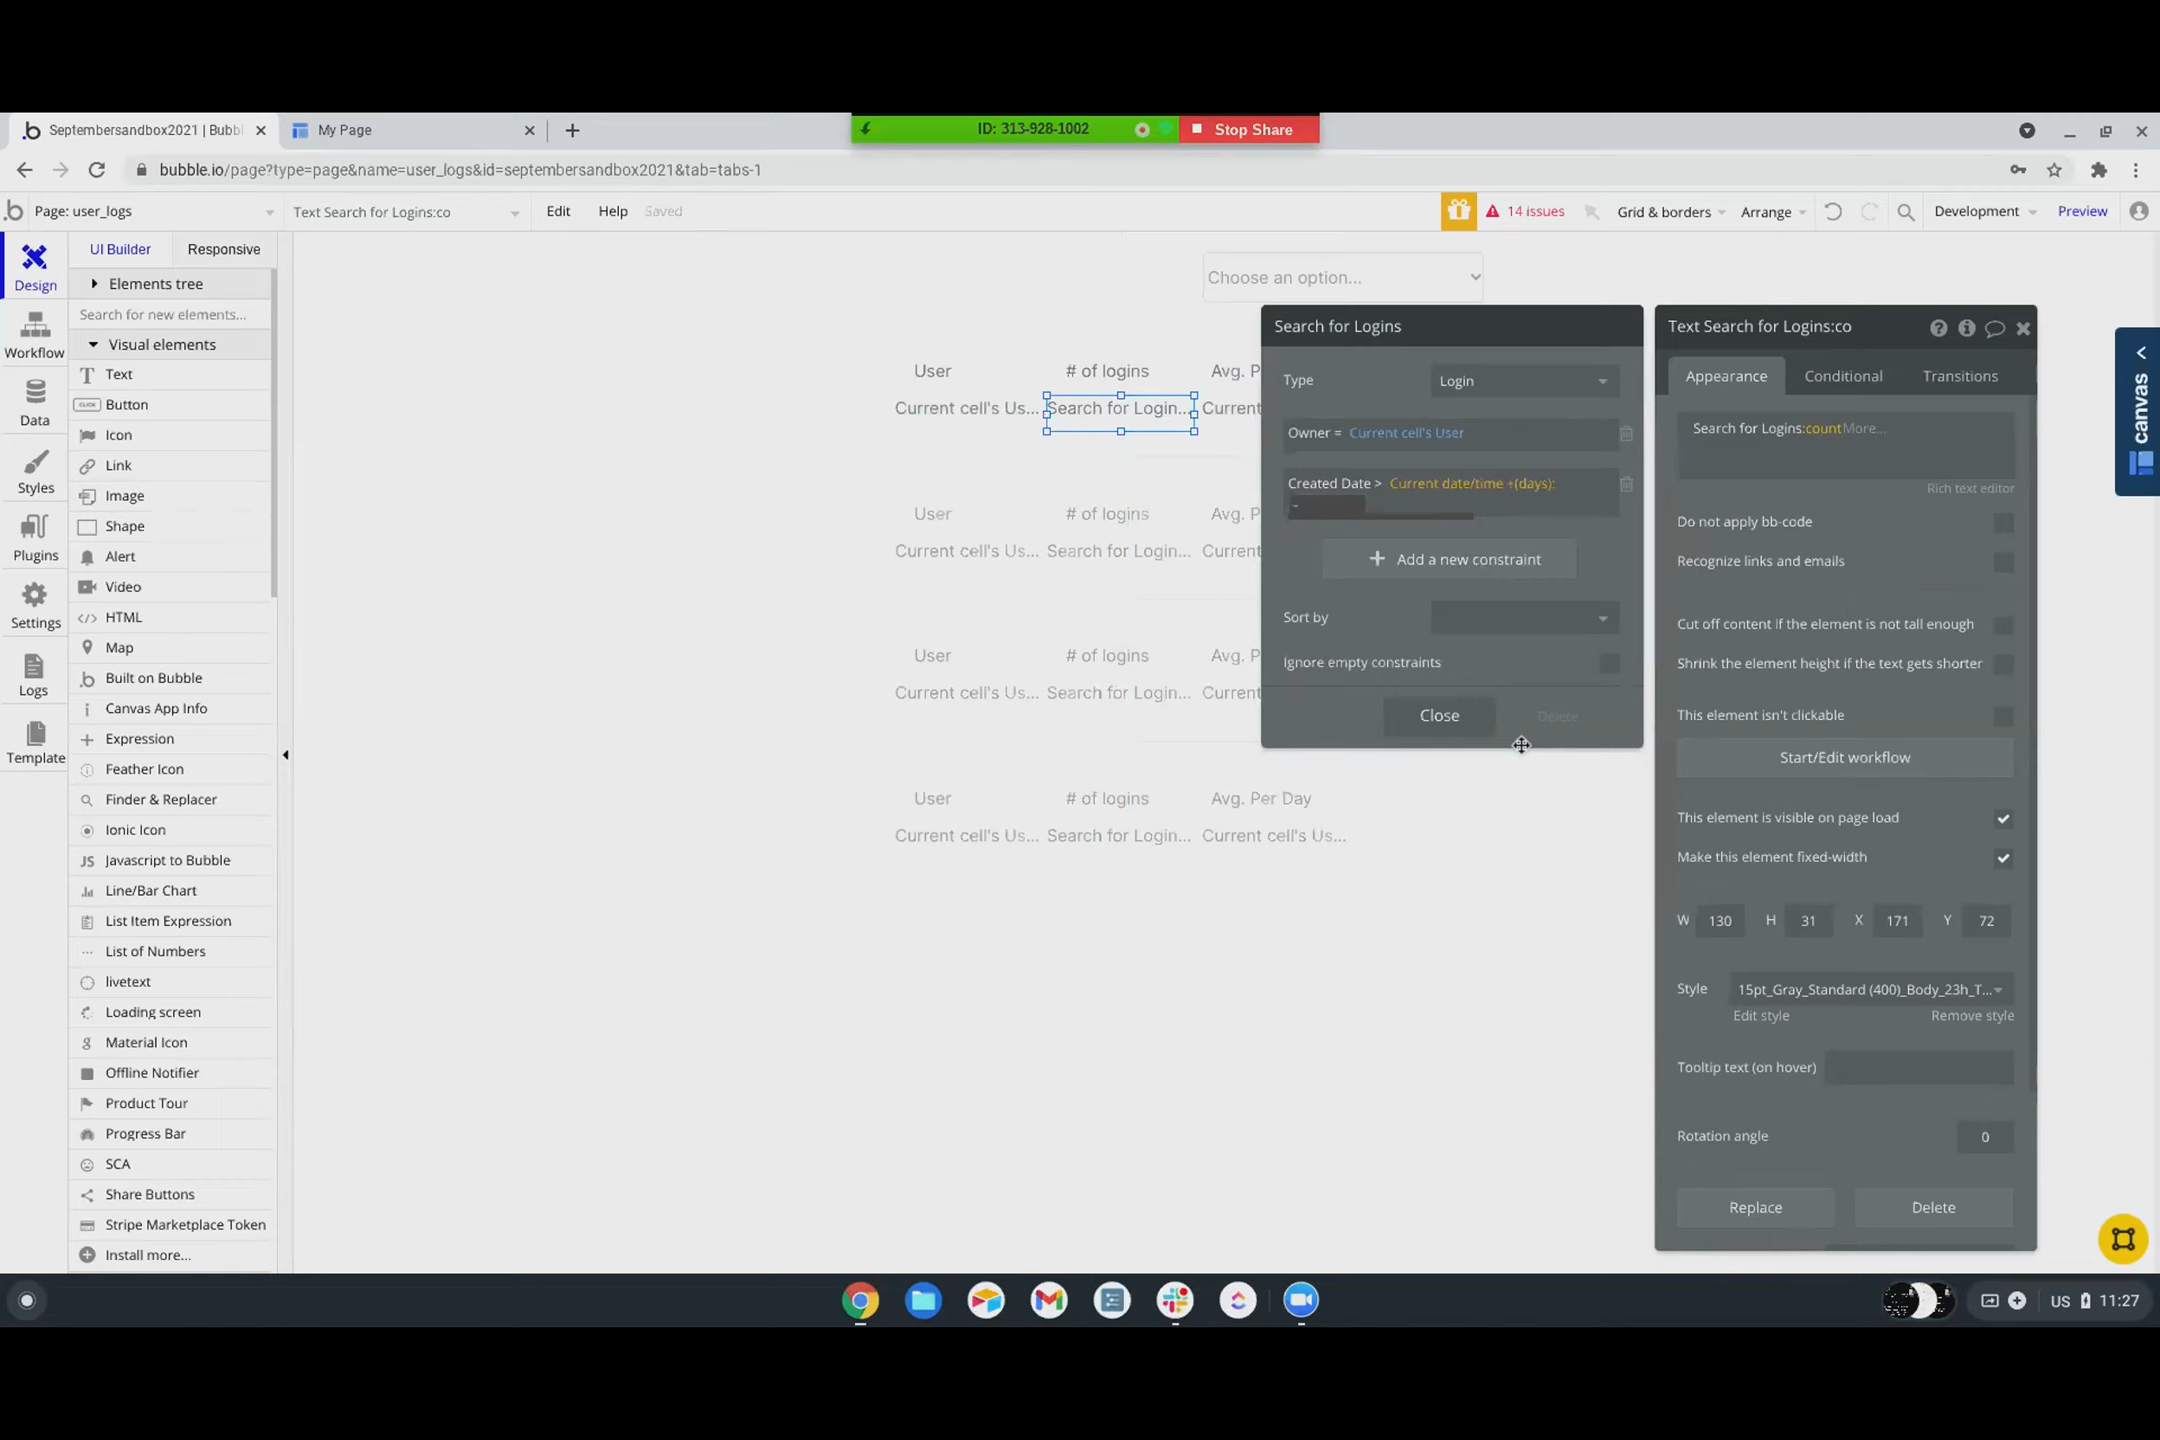 Septembersandbox2021 | Bubbl
My Page
ID: 313-928-1002
Stop Share
bubble.io/page?type=page&name=user_logs&id=septembersandbox2021&tab=tabs-1
Page: user_logs
Text Search for Logins:co
Edit
Help
Saved
14 issues
Grid & borders
Arrange
Development
Preview
Design
Workflow
Data
Styles
Plugins
Settings
Logs
Template
UI Builder
Responsive
Elements tree
Search for new elements...
Visual elements
Text
CLICK
Button
Icon
Link
Image
Shape
Alert
Video
HTML
Map
Built on Bubble
Canvas App Info
Expression
Feather Icon
Finder & Replacer
Ionic Icon
JS Javascript to Bubble
Line/Bar Chart
List Item Expression
List of Numbers
livetext
Loading screen
Material Icon
Offline Notifier
Product Tour
Progress Bar
SCA
Share Buttons
Stripe Marketplace Token
Install more...
Choose an option...
User # of logins Avg. P
Current cell's Us... Search for Login... Current
User # of logins Avg. P
Current cell's Us... Search for Login... Current
User # of logins Avg. P
Current cell's Us... Search for Login... Current
User # of logins Avg. Per Day
Current cell's Us... Search for Login... Current cell's Us...
Search for Logins
Type Login
Owner = Current cell's User
Created Date > Current date/time +(days):
-
+ Add a new constraint
Sort by
Ignore empty constraints
Close
Delete
Text Search for Logins:co
Appearance
Conditional
Transitions
Search for Logins:countMore...
Rich text editor
Do not apply bb-code
Recognize links and emails
Cut off content if the element is not tall enough
Shrink the element height if the text gets shorter
This element isn't clickable
Start/Edit workflow
This element is visible on page load
Make this element fixed-width
W 130 H 31 X 171 Y 72
Style 15pt_Gray_Standard (400)_Body_23h_T...
Edit style Remove style
Tooltip text (on hover)
Rotation angle 0
Replace
Delete
canvas
US 11:27